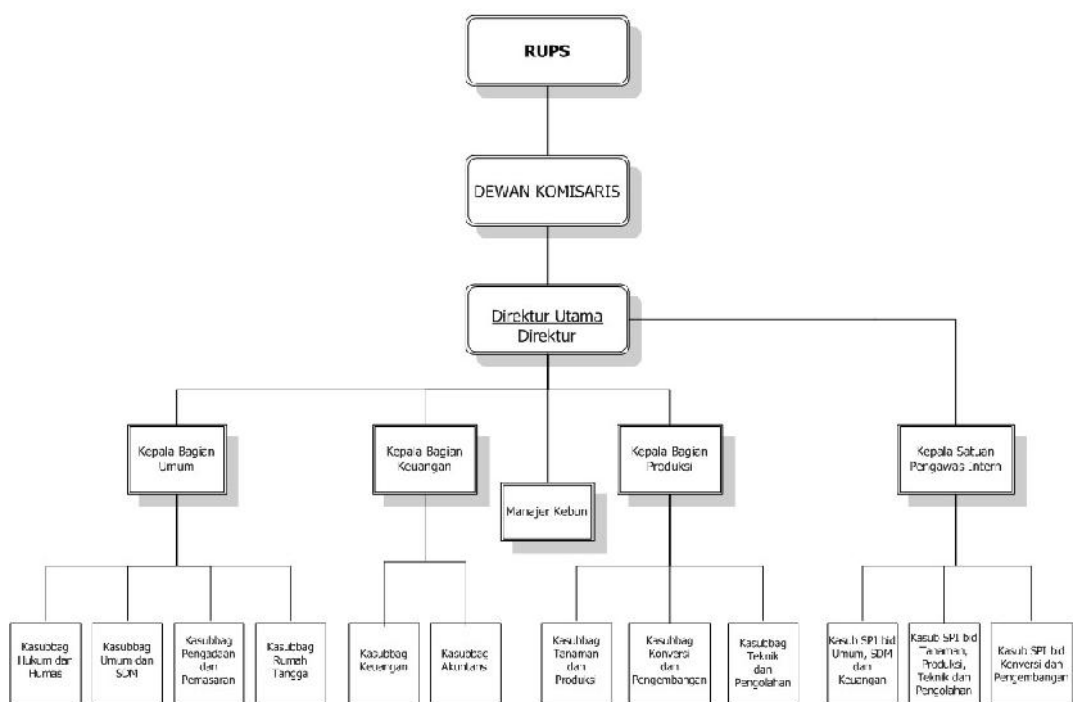 RUPS
DEWAN KOMISARIS
Direktur Utama
Direktur
Kepala Bagian
Umum
Kepala Bagian
Keuangan
Manajer Kebun
Kepala Bagian
Produksi
Kepala Satuan
Pengawas Intern
Kasubbag
Hukum dan
Humas
Kasubbag
Umum dan
SDM
Kasubbag
Pengadaan
dan
Pemasaran
Kasubbag
Rumah
Tangga
Kasubbag
Keuangan
Kasubbag
Akuntans
Kasubbag
Tanaman
dan
Produksi
Kasubbag
Konversi
dan
Pengembangan
Kasubbag
Teknik
dan
Pengolahan
Kasub SPI bid
Umum, SDM
dan
Keuangan
Kasub SPI bid
Tanaman,
Produksi,
Teknik dan
Pengolahan
Kasub SPI bid
Konversi dan
Pengembangan